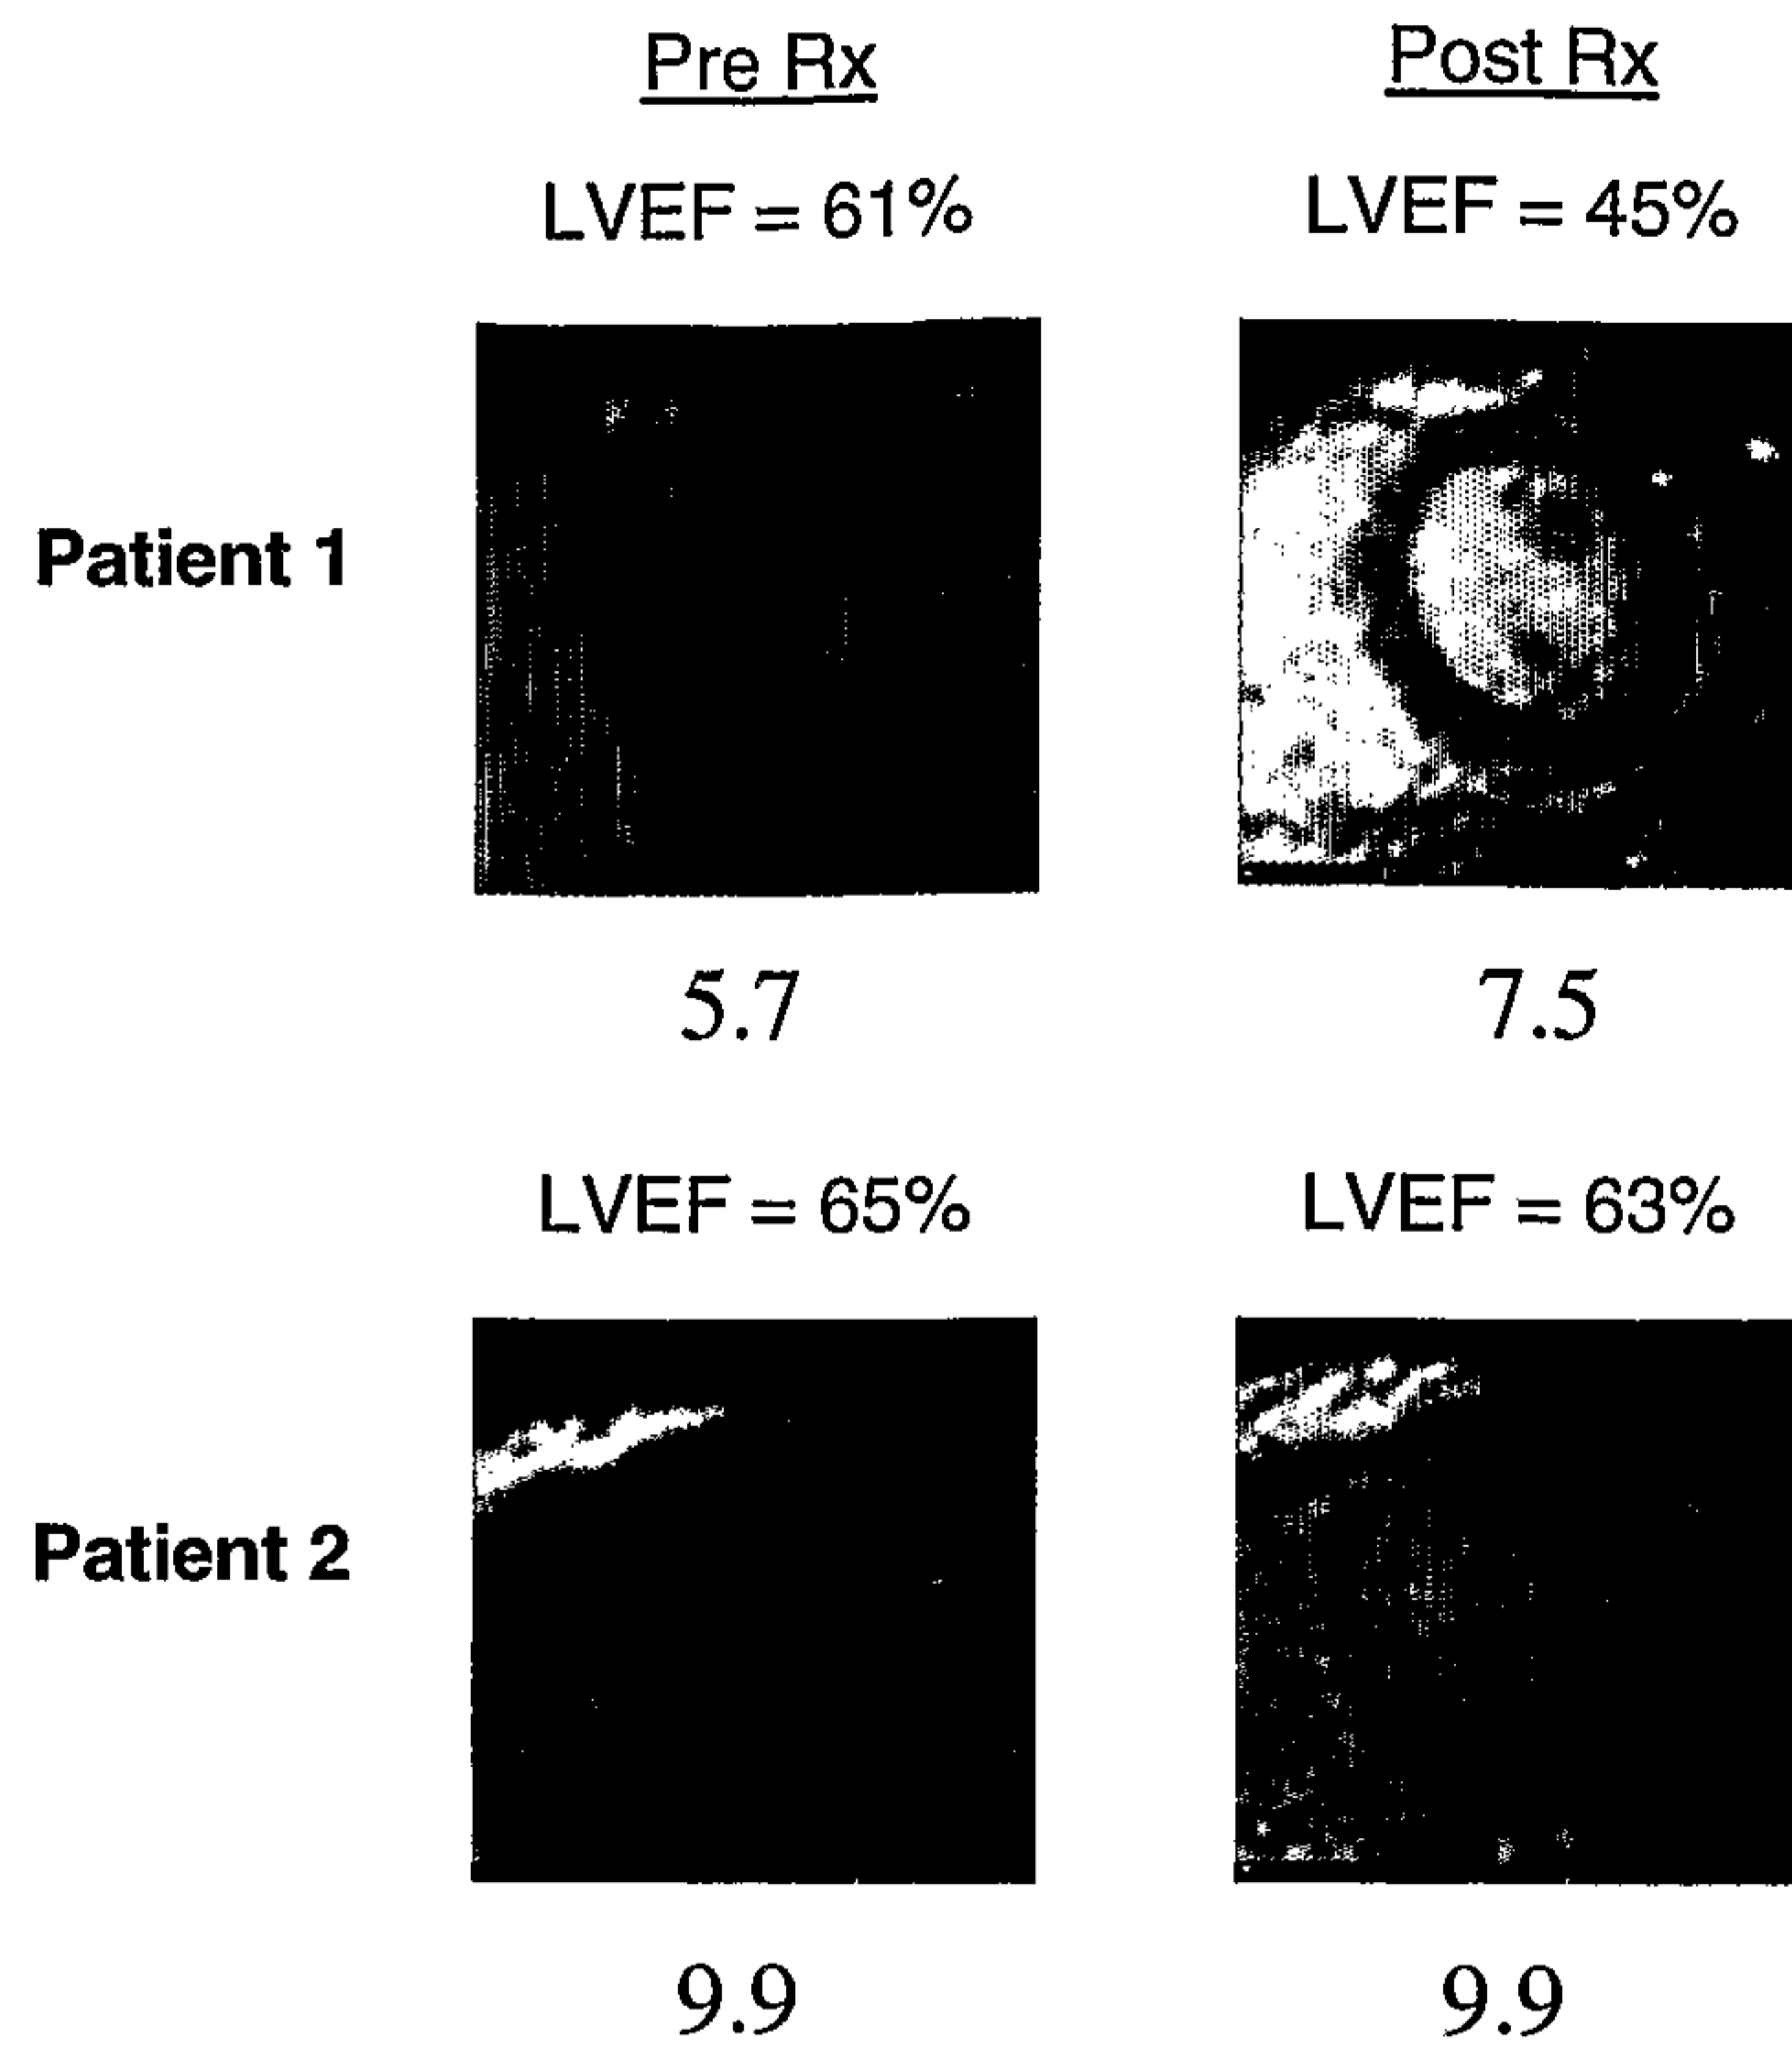 Pre Rx Post Rx
LVEF = 61% LVEF = 45%
Patient 1
5.7 7.5
LVEF = 65% LVEF = 63%
Patient 2
9.9 9.9